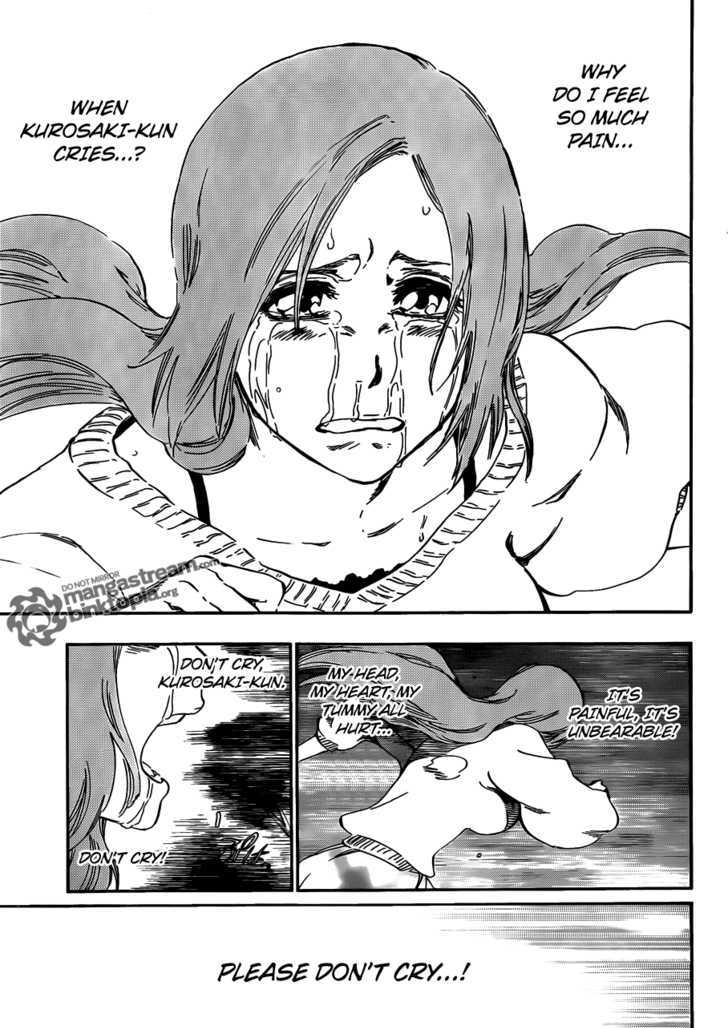 WHY
DO I FEEL
SO MUCH
PAIN...
WHEN
KUROSAKI-KUN
CRIES...?
DO NOT MIRROR
mangastream.com
binktopia.org
IT'S
PAINFUL, IT'S
UNBEARABLE!
MY HEAD,
MY HEART, MY
TUMMY ALL
HURT...
DON'T CRY,
KUROSAKI-KUN.
DON'T CRY!
PLEASE DON'T CRY...!